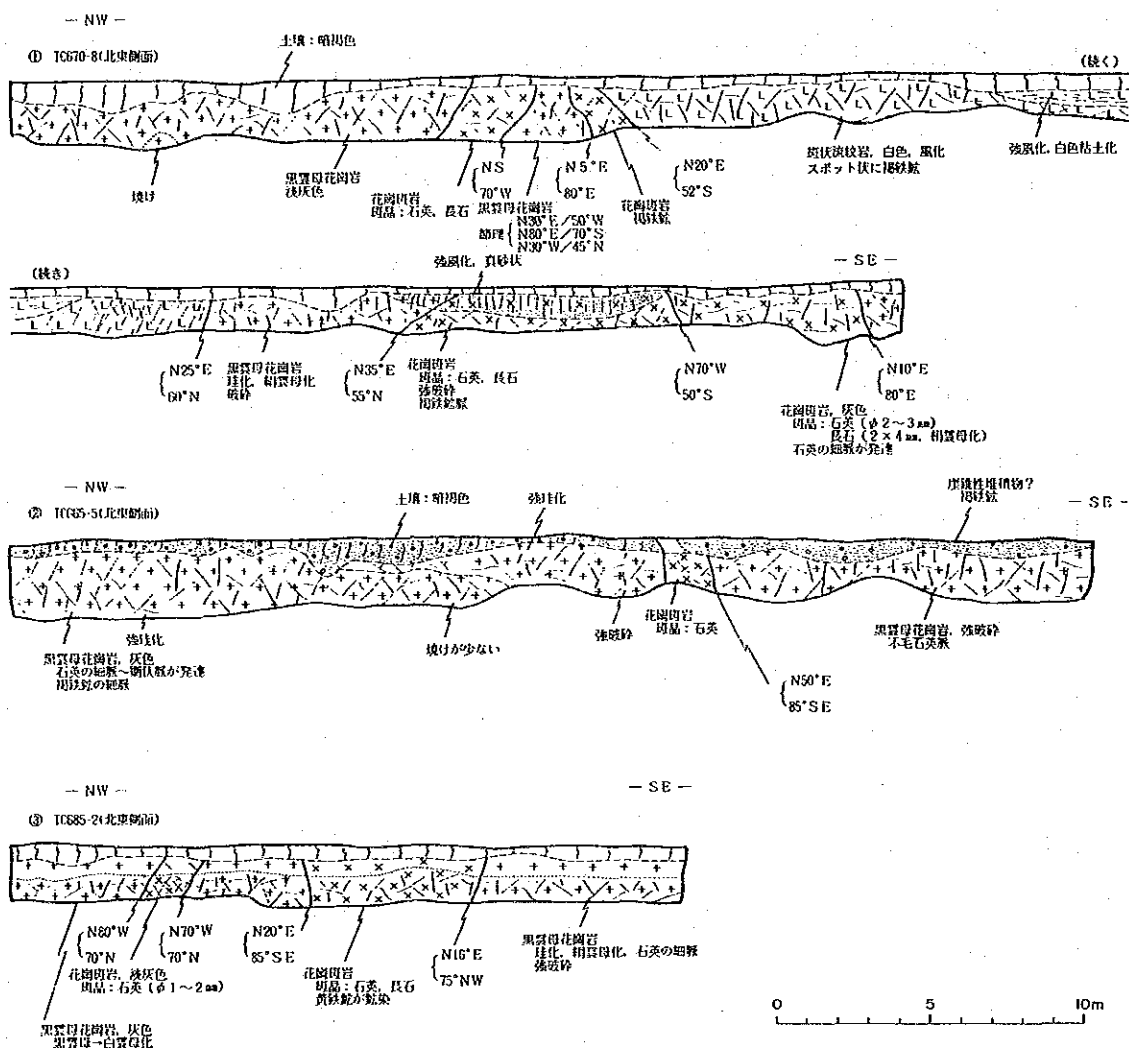 — NW —
① TC670-8(北東側面)
土壌：暗褐色
(続く)
焼け
黒雲母花崗岩
淡灰色
花崗斑岩
斑晶：石英，長石
NS
70°W
黒雲母花崗岩
節理
N30°E／50°W
N80°E／70°S
N30°W／45°N
N5°E
80°E
花崗斑岩
褐鉄鉱
N20°E
52°S
斑状流紋岩，白色，風化
スポット状に褐鉄鉱
強風化，白色粘土化
(続き)
強風化，真砂状
— SE —
N25°E
60°N
黒雲母花崗岩
珪化，絹雲母化
破砕
N35°E
55°N
花崗斑岩
斑晶：石英，長石
強破砕
褐鉄鉱脈
N70°W
50°S
花崗斑岩，灰色
斑晶：石英（φ2～3㎜）
長石（2×4㎜，絹雲母化）
石英の細脈が発達
N10°E
80°E
— NW —
② TC665-5(北東側面)
土壌：暗褐色
強珪化
崖錐性堆積物？
褐鉄鉱
— SE —
強珪化
黒雲母花崗岩，灰色
石英の細脈～網状脈が発達
褐鉄鉱の細脈
焼けが少ない
強破砕
花崗斑岩
斑晶：石英
黒雲母花崗岩，強破砕
不毛石英脈
N50°E
85°SE
— NW —
— SE —
③ TC685-2(北東側面)
N60°W
70°N
N70°W
70°N
花崗斑岩，淡灰色
斑晶：石英（φ1～2㎜）
黒雲母花崗岩，灰色
黒雲母→白雲母化
N20°E
85°SE
花崗斑岩
斑晶：石英，長石
黄鉄鉱が鉱染
N16°E
75°NW
黒雲母花崗岩
珪化，絹雲母化，石英の細脈
強破砕
0 5 10m